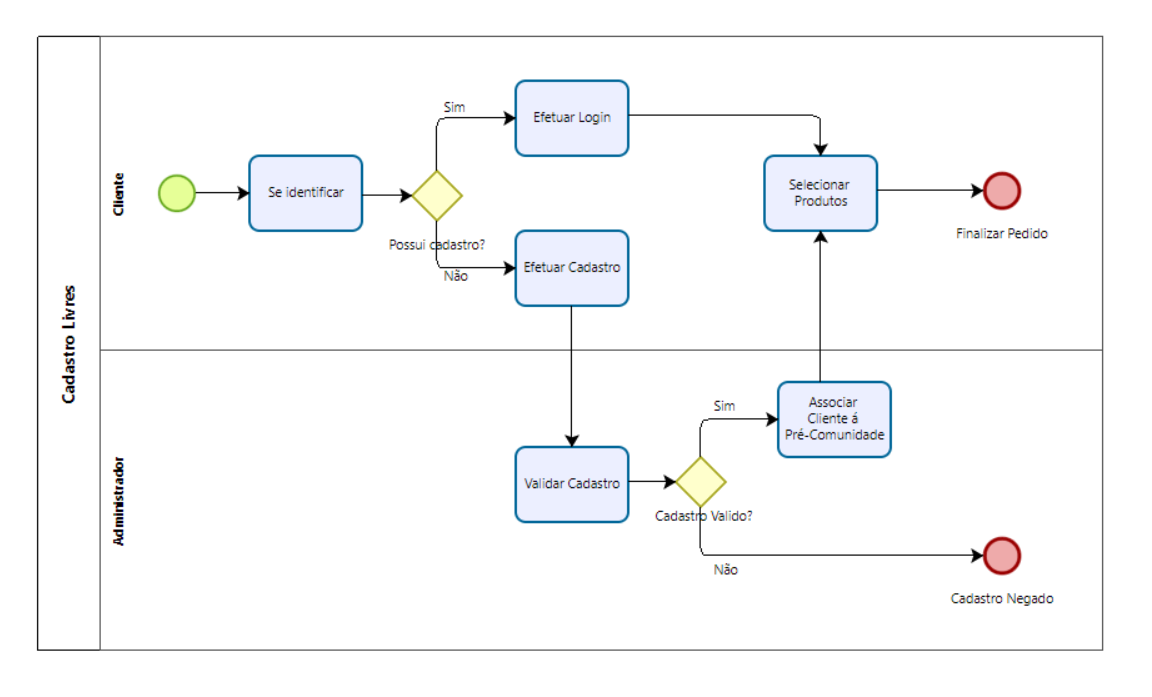 Cadastro Livres
Cliente
Se identificar
Possui cadastro?
Sim
Efetuar Login
Não
Efetuar Cadastro
Selecionar
Produtos
Finalizar Pedido
Administrador
Validar Cadastro
Cadastro Valido?
Sim
Associar
Cliente á
Pré-Comunidade
Não
Cadastro Negado